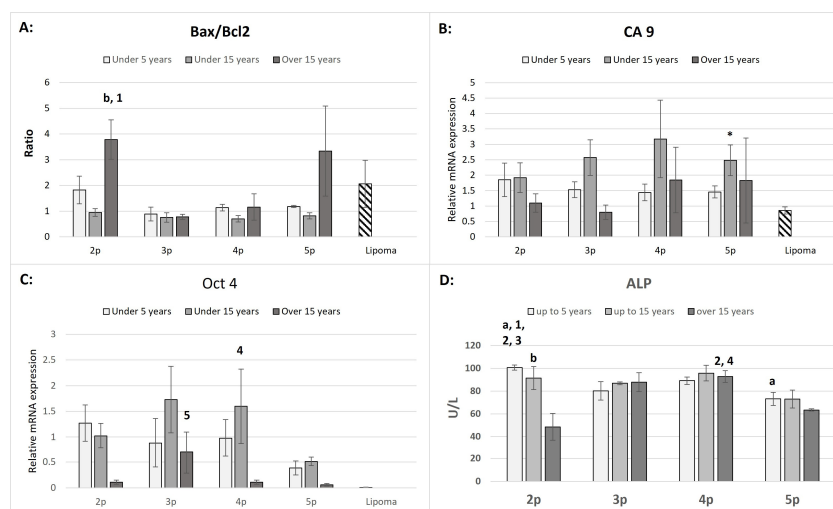 A:
Bax/Bcl2
Under 5 years Under 15 years Over 15 years
Ratio
6
5
4
3
2
1
0
b, 1
2p 3p 4p 5p Lipoma
B:
CA 9
Under 5 years Under 15 years Over 15 years
Relative mRNA expression
5
4.5
4
3.5
3
2.5
2
1.5
1
0.5
0
*
2p 3p 4p 5p Lipoma
C:
Oct 4
Under 5 years Under 15 years Over 15 years
Relative mRNA expression
3
2.5
2
1.5
1
0.5
0
4
5
2p 3p 4p 5p Lipoma
D:
ALP
up to 5 years up to 15 years over 15 years
U/L
120
100
80
60
40
20
0
a, 1,
2, 3
b
2, 4
a
2p 3p 4p 5p